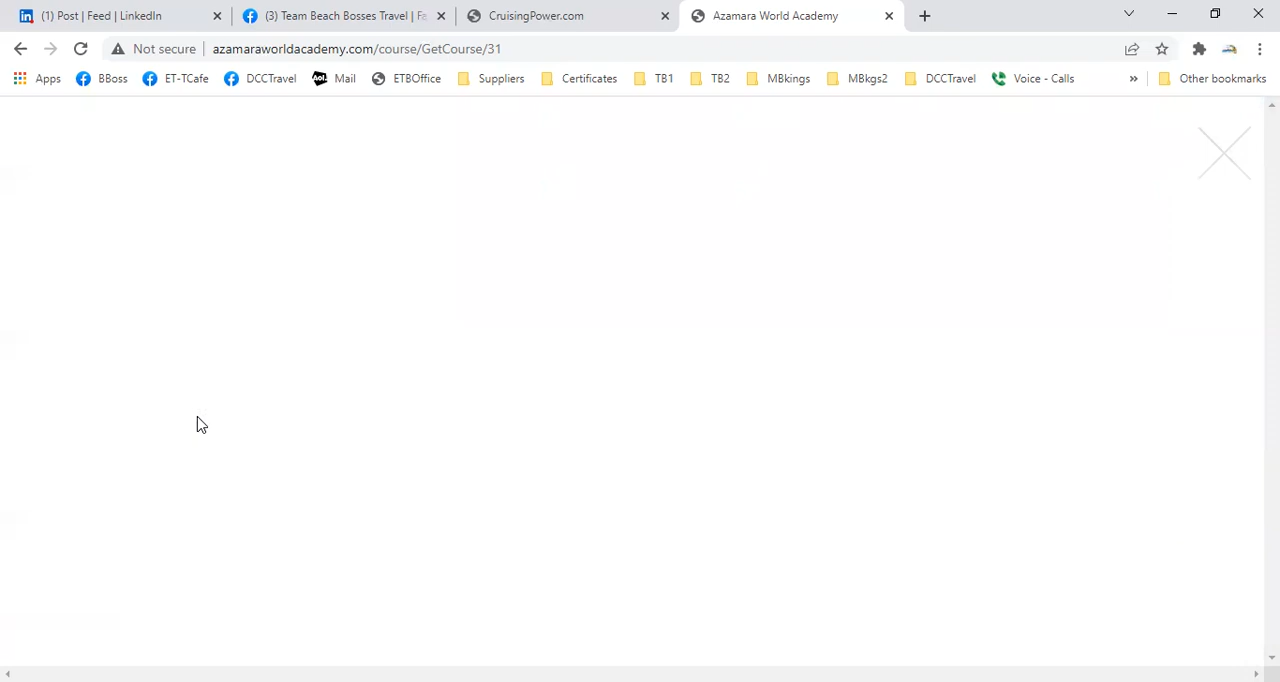 (1) Post | Feed | LinkedIn
(3) Team Beach Bosses Travel | Fa
CruisingPower.com
Azamara World Academy
Not secure
azamaraworldacademy.com/course/GetCourse/31
Apps
BBoss
ET-TCafe
DCCTravel
Aol.
Mail
ETBOffice
Suppliers
Certificates
TB1
TB2
MBkings
MBkgs2
DCCTravel
Voice - Calls
»
Other bookmarks